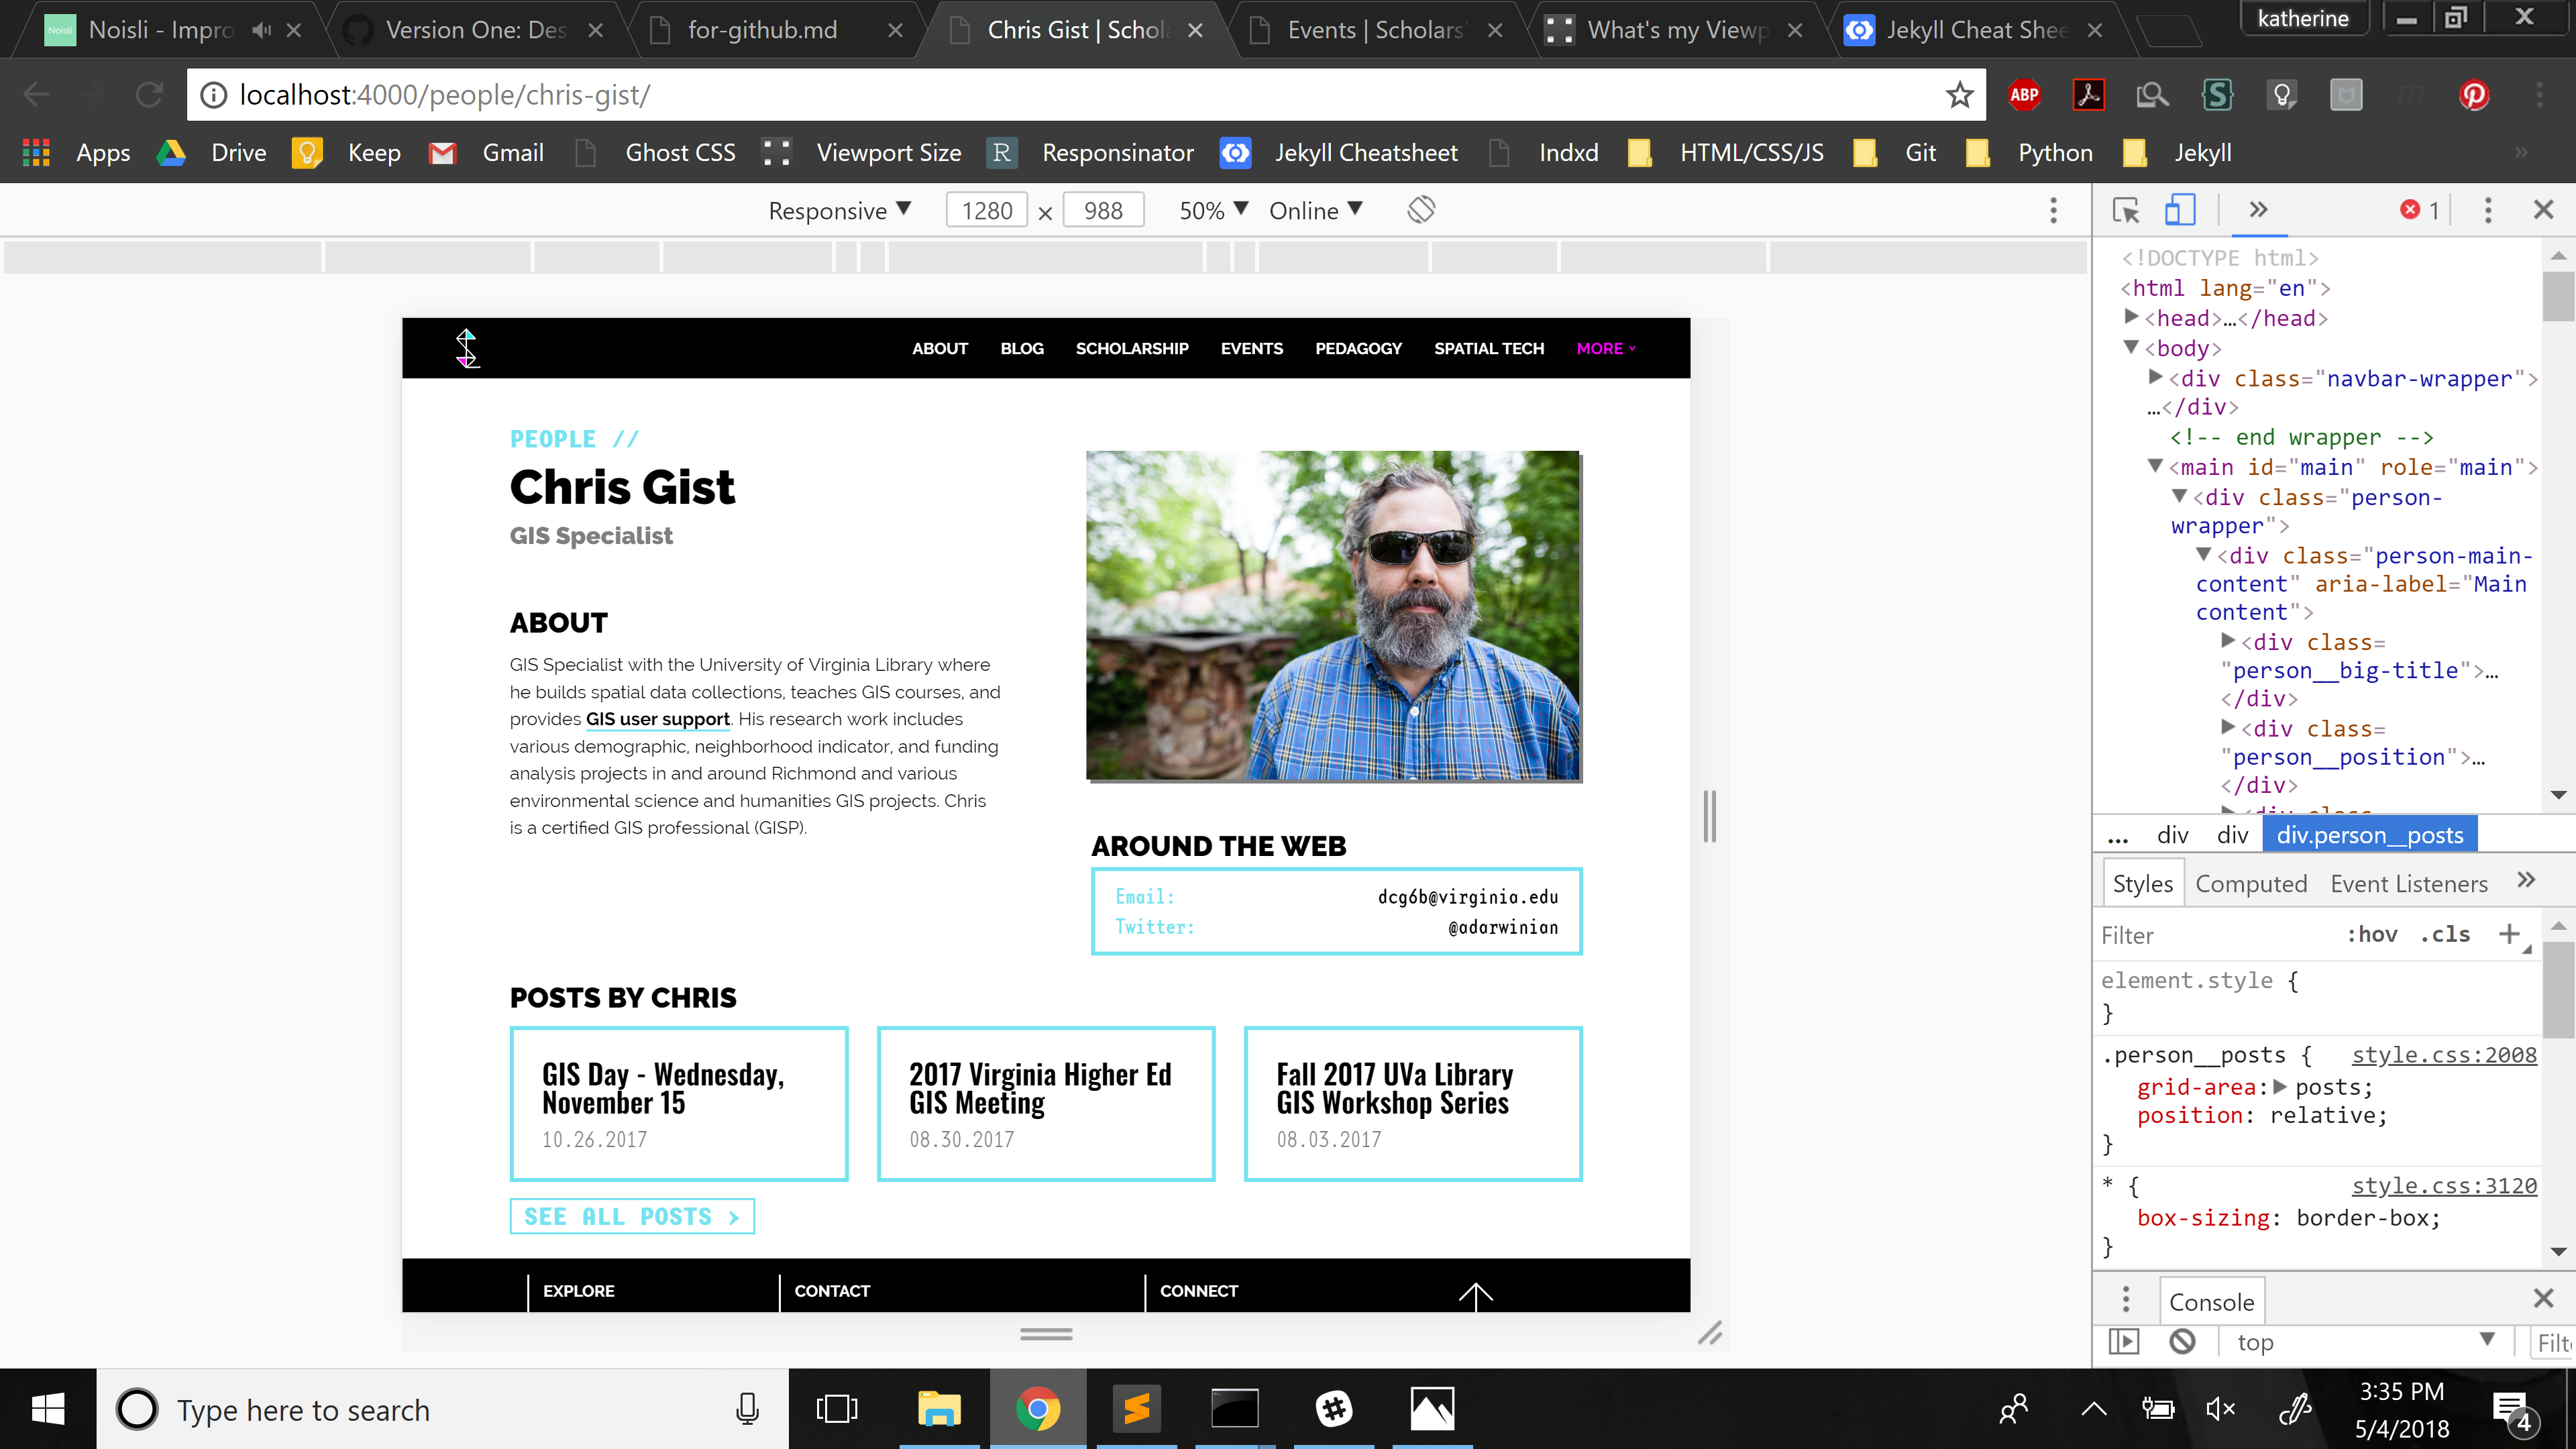 Noisli - Impro
Version One: Des
for-github.md
Chris Gist | Schola
Events | Scholars'
What's my Viewp
Jekyll Cheat Shee
katherine
localhost:4000/people/chris-gist/
ABP
Apps
Drive
Keep
Gmail
Ghost CSS
Viewport Size
R
Responsinator
Jekyll Cheatsheet
Indxd
HTML/CSS/JS
Git
Python
Jekyll
»
Responsive
1280 × 988
50%
Online
1
<!DOCTYPE html>
<html lang="en">
<head>…</head>
<body>
<div class="navbar-wrapper">
…</div>
<!-- end wrapper -->
<main id="main" role="main">
<div class="person-
wrapper">
<div class="person-main-
content" aria-label="Main
content">
<div class=
"person__big-title">…
</div>
<div class=
"person__position">…
</div>
<div class
... div div div.person__posts
Styles Computed Event Listeners »
Filter :hov .cls +
element.style {
}
.person__posts { style.css:2008
grid-area: posts;
position: relative;
}
* { style.css:3120
box-sizing: border-box;
}
Console
top
Filt
ABOUT BLOG SCHOLARSHIP EVENTS PEDAGOGY SPATIAL TECH MORE
PEOPLE //
Chris Gist
GIS Specialist
ABOUT
GIS Specialist with the University of Virginia Library where
he builds spatial data collections, teaches GIS courses, and
provides GIS user support. His research work includes
various demographic, neighborhood indicator, and funding
analysis projects in and around Richmond and various
environmental science and humanities GIS projects. Chris
is a certified GIS professional (GISP).
AROUND THE WEB
Email: dcg6b@virginia.edu
Twitter: @adarwinian
POSTS BY CHRIS
GIS Day - Wednesday,
November 15
10.26.2017
2017 Virginia Higher Ed
GIS Meeting
08.30.2017
Fall 2017 UVa Library
GIS Workshop Series
08.03.2017
SEE ALL POSTS >
EXPLORE
CONTACT
CONNECT
Type here to search
3:35 PM
5/4/2018
4